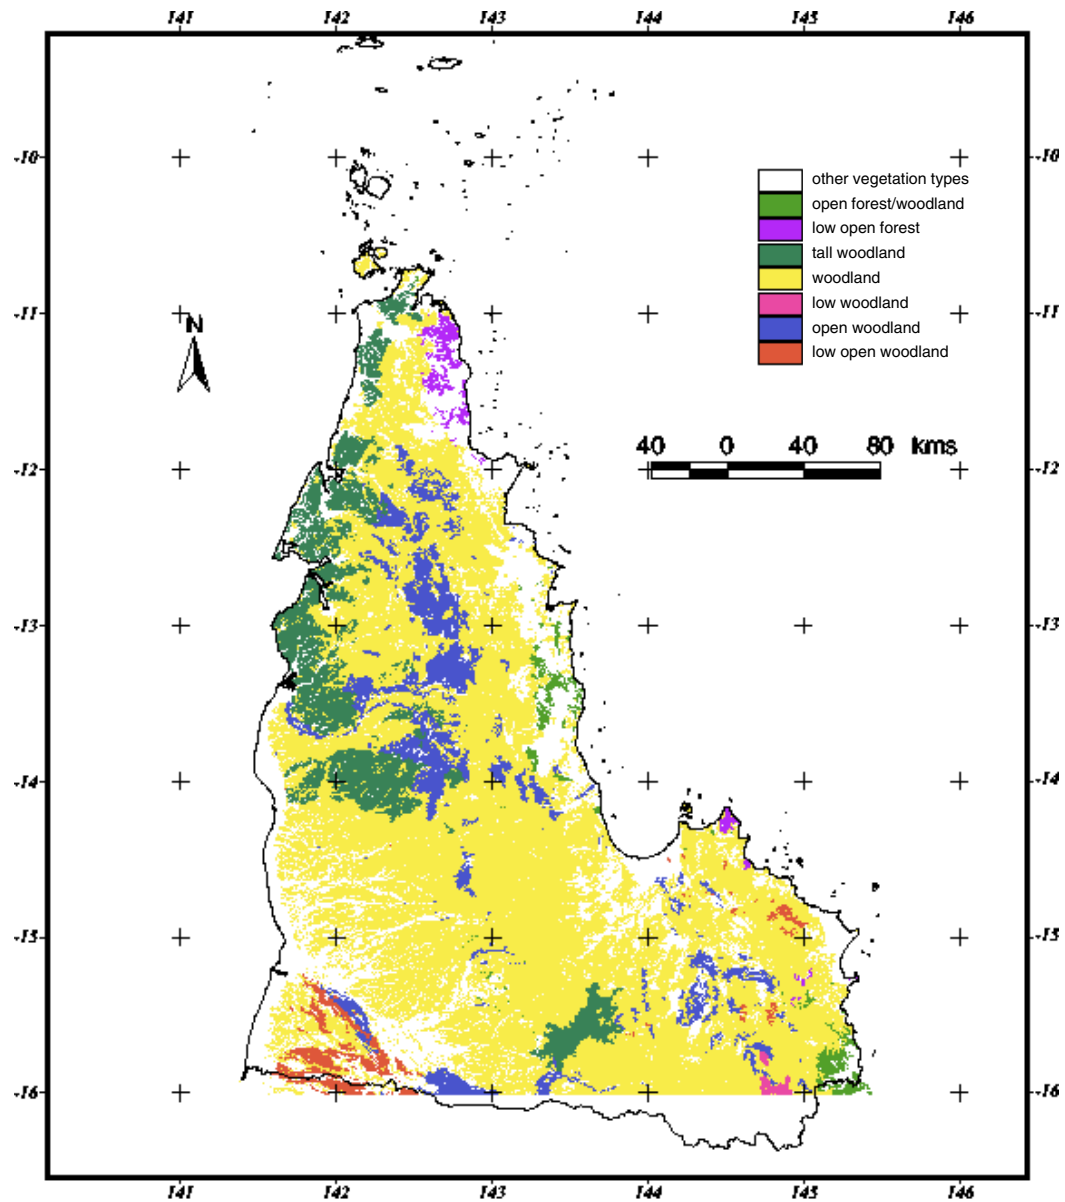 141 142 143 144 145 146
-10 -10
other vegetation types
open forest/woodland
low open forest
tall woodland
woodland
low woodland
open woodland
low open woodland
-11 -11
N
40 0 40 80 kms
-12 -12
-13 -13
-14 -14
-15 -15
-16 -16
141 142 143 144 145 146